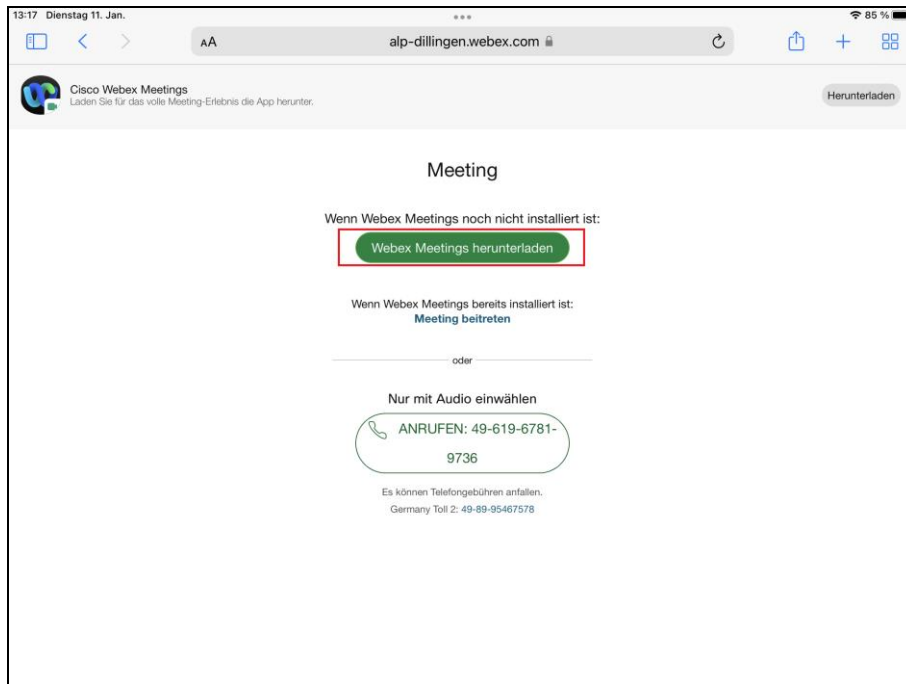 13:17 Dienstag 11. Jan.
85 %
AA
alp-dillingen.webex.com
Cisco Webex Meetings
Laden Sie für das volle Meeting-Erlebnis die App herunter.
Herunterladen
Meeting
Wenn Webex Meetings noch nicht installiert ist:
Webex Meetings herunterladen
Wenn Webex Meetings bereits installiert ist:
Meeting beitreten
oder
Nur mit Audio einwählen
ANRUFEN: 49-619-6781-
9736
Es können Telefongebühren anfallen.
Germany Toll 2: 49-89-95467578